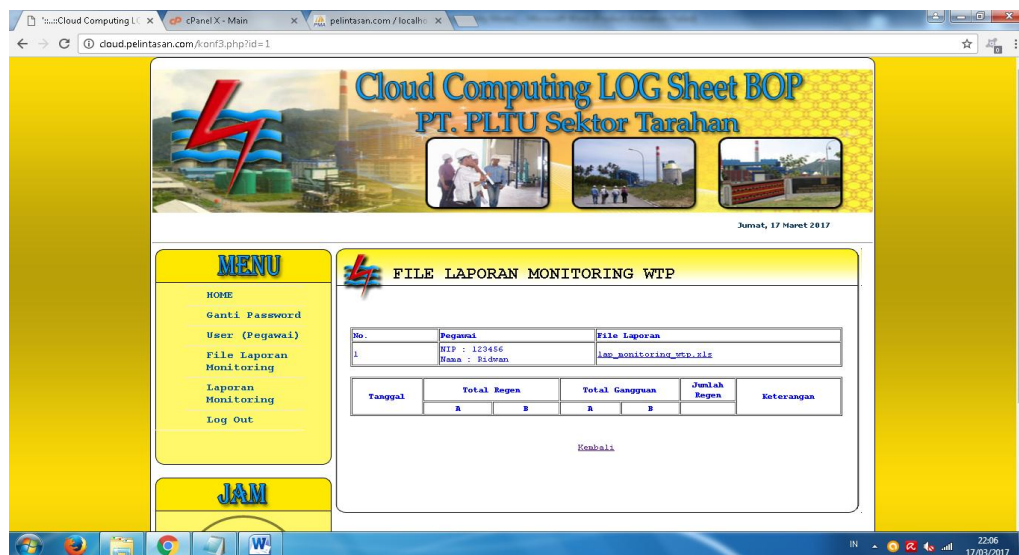 '::..::Cloud Computing L
cPanel X - Main
pelintasan.com / localho
cloud.pelintasan.com/konf3.php?id=1
Cloud Computing LOG Sheet BOP
PT. PLTU Sektor Tarahan
Jumat, 17 Maret 2017
MENU
HOME
Ganti Password
User (Pegawai)
File Laporan
Monitoring
Laporan
Monitoring
Log Out
JAM
FILE LAPORAN MONITORING WTP
No. Pegawai File Laporan
1 NIP : 123456 lap_monitoring_wtp.xls
Nama : Ridwan
Tanggal Total Regen Total Gangguan Jumlah Regen Keterangan
A B A B
Kembali
IN
22:06
17/03/2017